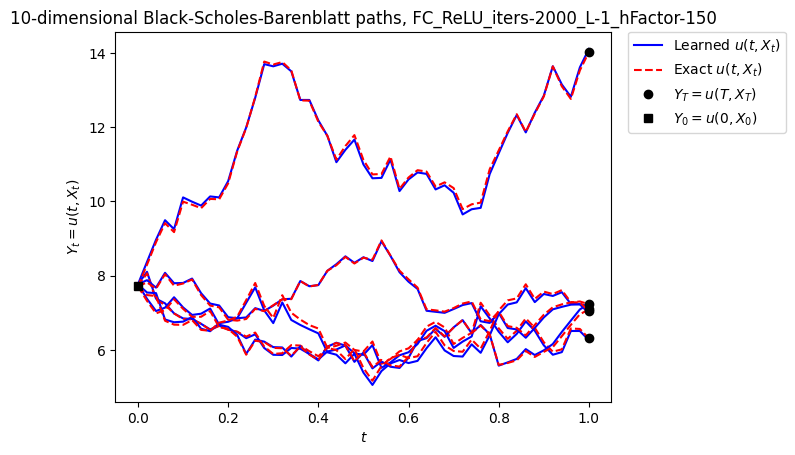 10-dimensional Black-Scholes-Barenblatt paths, FC_ReLU_iters-2000_L-1_hFactor-150
Learned u(t, X_t)
Exact u(t, X_t)
Y_T = u(T, X_T)
Y_0 = u(0, X_0)
Y_t = u(t, X_t)
14
12
10
8
6
0.0 0.2 0.4 0.6 0.8 1.0
t